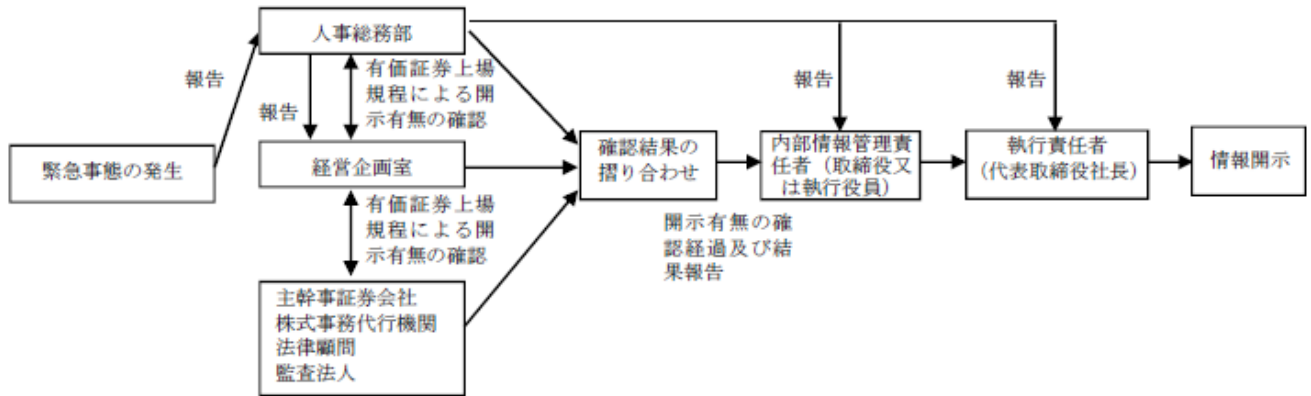 緊急事態の発生
報告
人事総務部
報告
有価証券上場
規程による開
示有無の確認
経営企画室
有価証券上場
規程による開
示有無の確認
主幹事証券会社
株式事務代行機関
法律顧問
監査法人
確認結果の
摺り合わせ
開示有無の確
認経過及び結
果報告
報告
内部情報管理責
任者（取締役又
は執行役員）
報告
執行責任者
(代表取締役社長)
情報開示